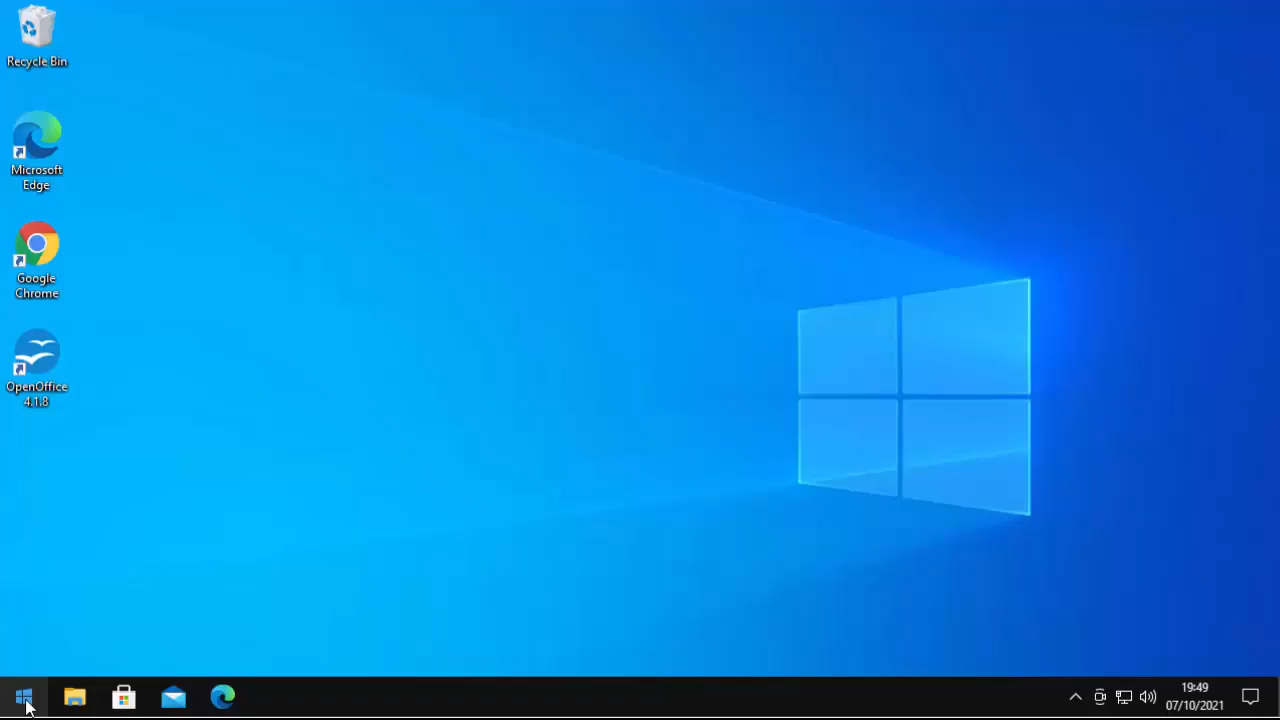 Recycle Bin
Microsoft
Edge
Google
Chrome
OpenOffice
4.1.8
19:49
07/10/2021